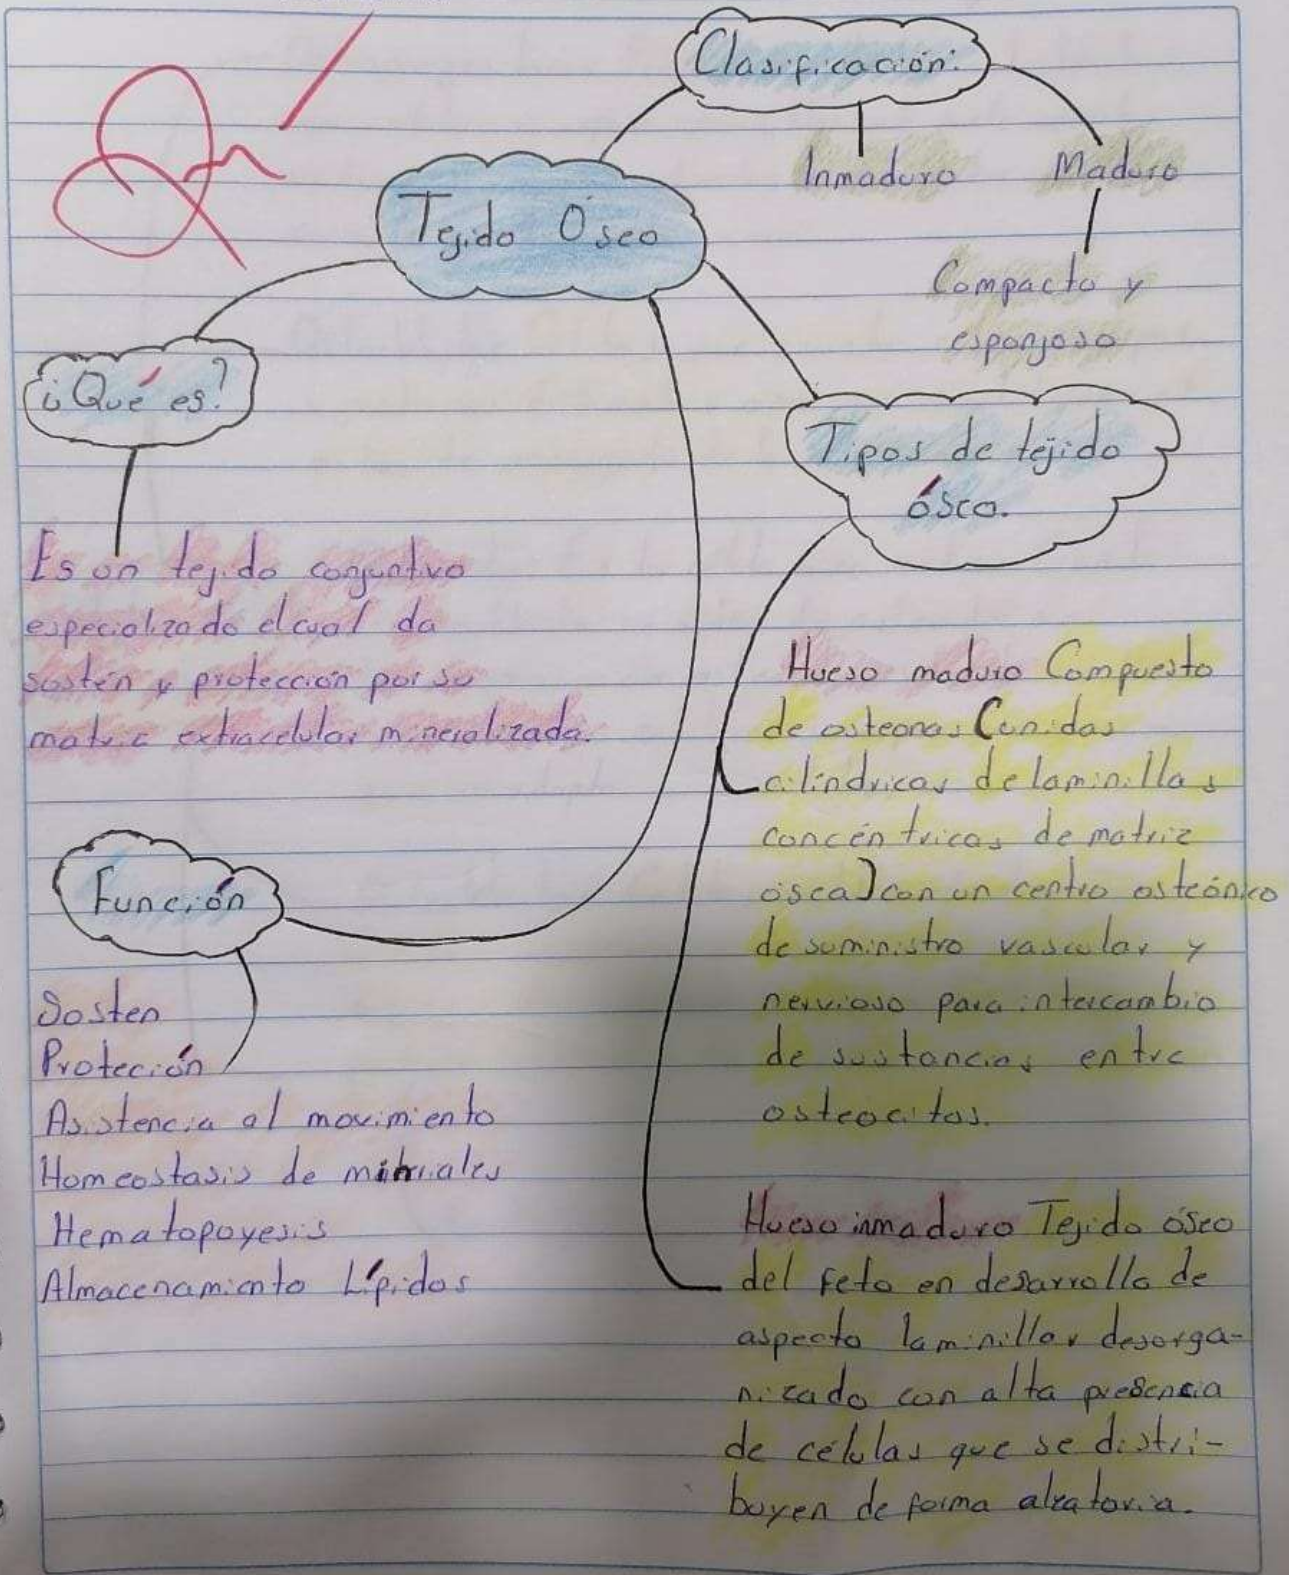 Clasificación:
Inmaduro
Maduro
Compacto y
esponjoso
Tejido Óseo
¿Qué es?
Es un tejido conjuntivo
especializado el cual da
sostén y protección por su
matriz extracelular mineralizada.
Tipos de tejido
óseo.
Hueso maduro Compuesto
de osteonas (unidas
cilíndricas de laminillas
concéntricas de matriz
ósea) con un centro osteónico
de suministro vascular y
nervioso para intercambio
de sustancias entre
osteocitos.
Hueso inmaduro Tejido óseo
del feto en desarrollo de
aspecto laminillar desorga-
nizado con alta presencia
de células que se distri-
buyen de forma aleatoria.
Función
Sosten
Proteción
Asistencia al movimiento
Homeostasis de
Hematopoyesis
Almacenamiento Lípidos